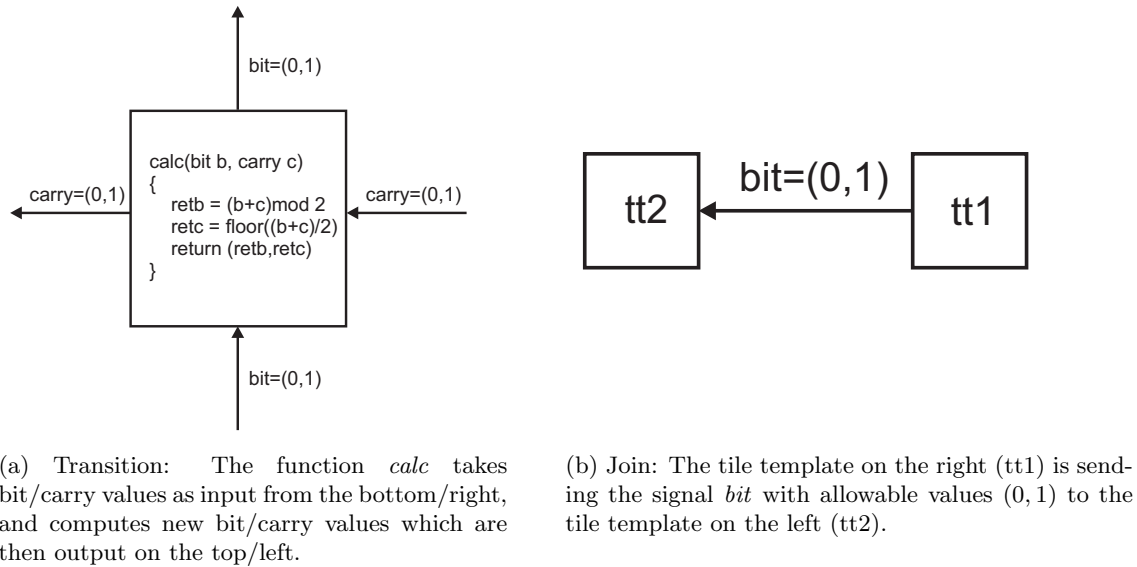 bit=(0,1)
calc(bit b, carry c)
{
retb = (b+c)mod 2
retc = floor((b+c)/2)
return (retb,retc)
}
carry=(0,1)
carry=(0,1)
bit=(0,1)
tt2
bit=(0,1)
tt1
(a) Transition: The function calc takes
bit/carry values as input from the bottom/right,
and computes new bit/carry values which are
then output on the top/left.
(b) Join: The tile template on the right (tt1) is send-
ing the signal bit with allowable values (0, 1) to the
tile template on the left (tt2).